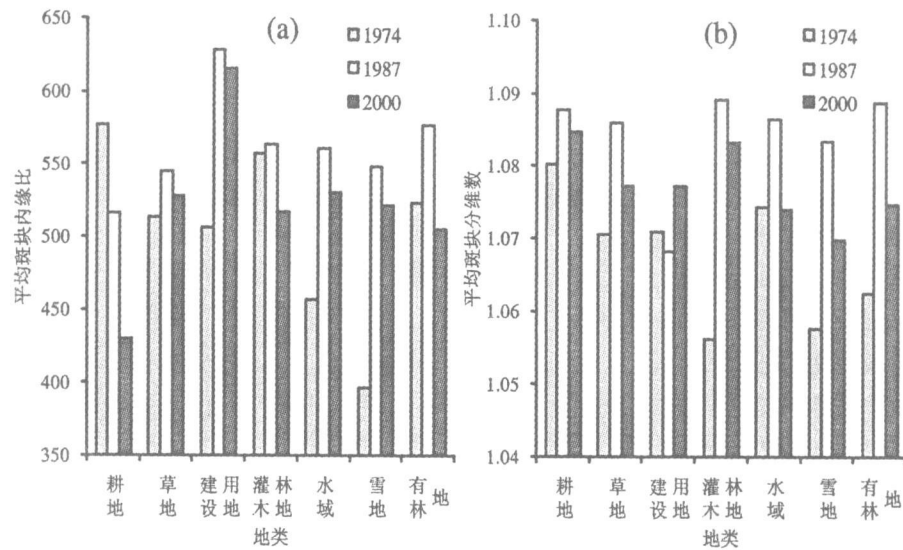 (a)
1974
1987
2000
650
600
550
500
450
400
350
平均斑块内缘比
耕地
草地
建设用地
灌木林地
水域
雪地
有林地
地类
(b)
1974
1987
2000
1.10
1.09
1.08
1.07
1.06
1.05
1.04
平均斑块分维数
耕地
草地
建设用地
灌木林地
水域
雪地
有林地
地类